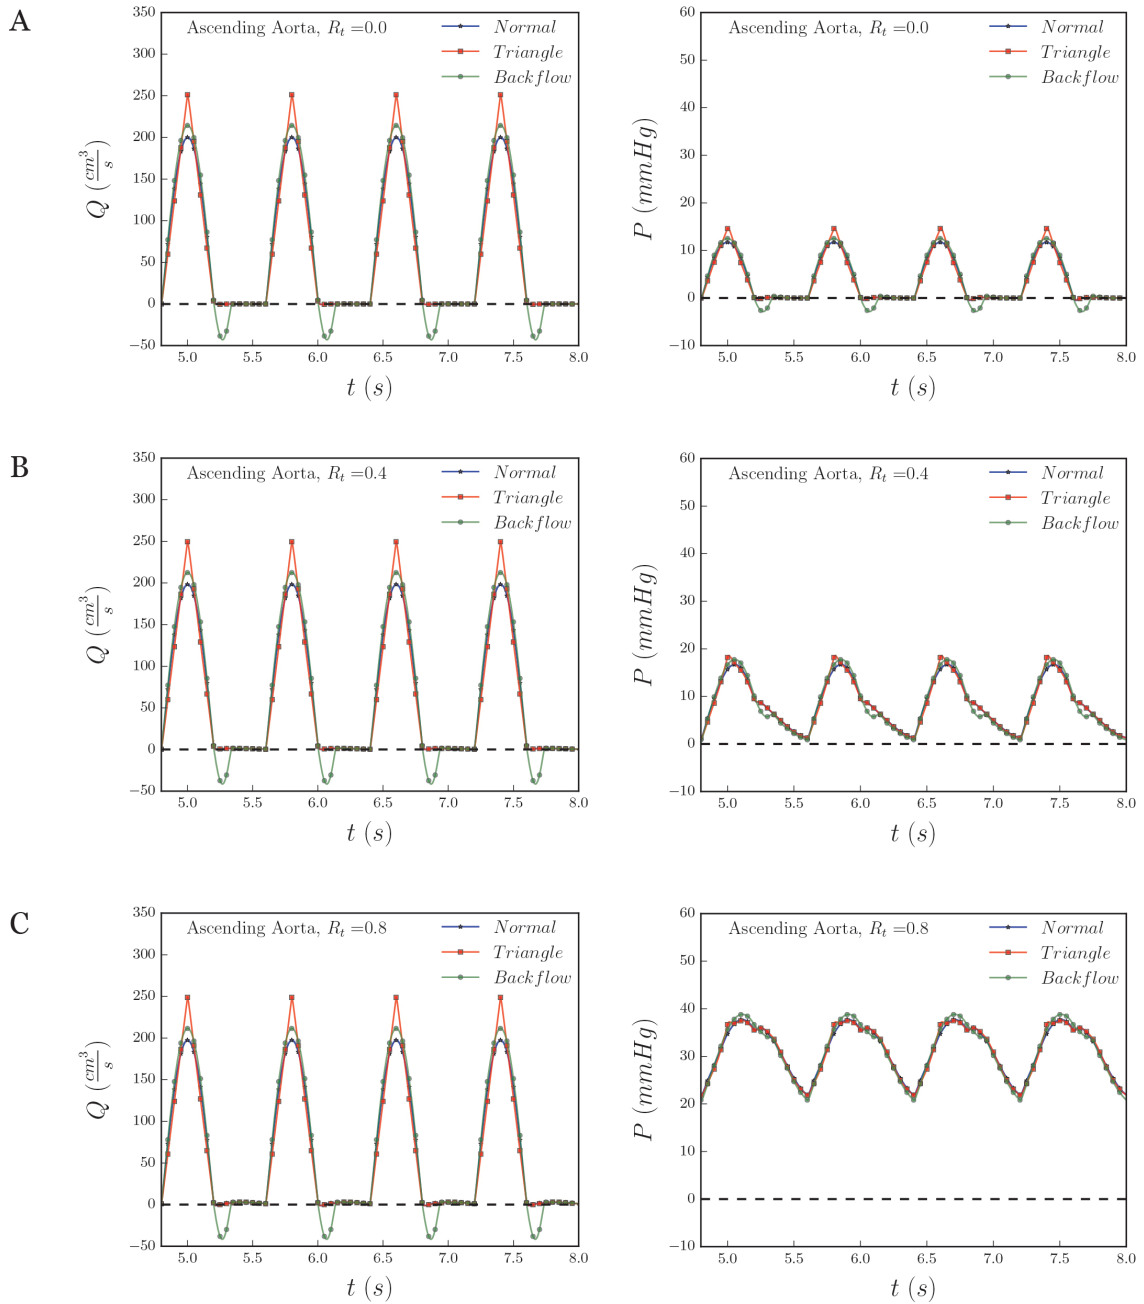 A
Ascending Aorta, R_t = 0.0
Normal
Triangle
Backflow
350
300
250
200
150
100
50
0
−50
Q (cm³/s)
5.0 5.5 6.0 6.5 7.0 7.5 8.0
t (s)
Ascending Aorta, R_t = 0.0
Normal
Triangle
Backflow
60
50
40
30
20
10
0
−10
P (mmHg)
5.0 5.5 6.0 6.5 7.0 7.5 8.0
t (s)
B
Ascending Aorta, R_t = 0.4
Normal
Triangle
Backflow
350
300
250
200
150
100
50
0
−50
Q (cm³/s)
5.0 5.5 6.0 6.5 7.0 7.5 8.0
t (s)
Ascending Aorta, R_t = 0.4
Normal
Triangle
Backflow
60
50
40
30
20
10
0
−10
P (mmHg)
5.0 5.5 6.0 6.5 7.0 7.5 8.0
t (s)
C
Ascending Aorta, R_t = 0.8
Normal
Triangle
Backflow
350
300
250
200
150
100
50
0
−50
Q (cm³/s)
5.0 5.5 6.0 6.5 7.0 7.5 8.0
t (s)
Ascending Aorta, R_t = 0.8
Normal
Triangle
Backflow
60
50
40
30
20
10
0
−10
P (mmHg)
5.0 5.5 6.0 6.5 7.0 7.5 8.0
t (s)